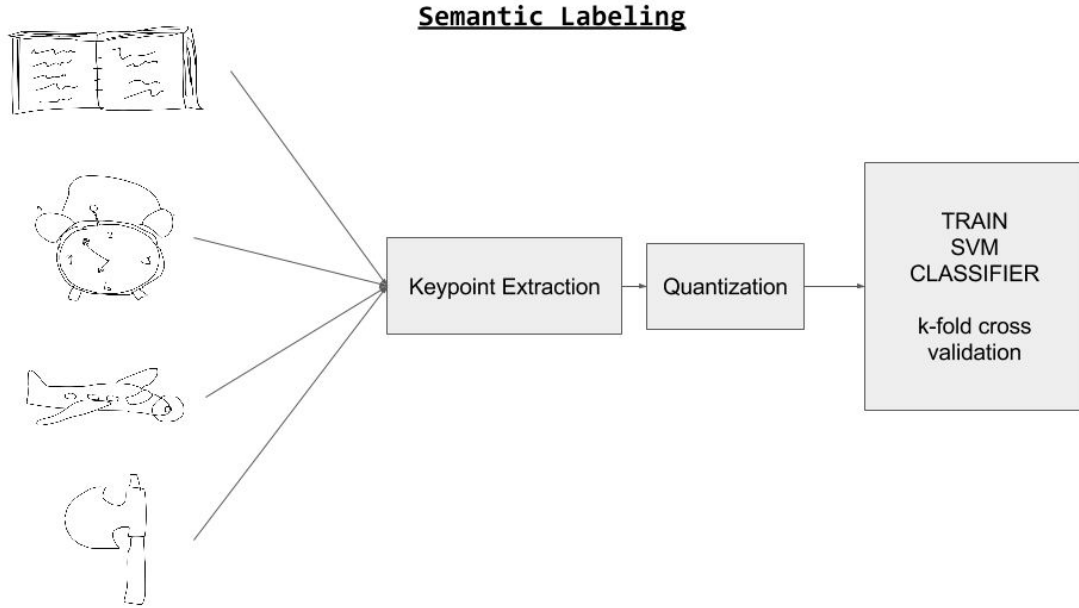 Semantic Labeling
Keypoint Extraction
Quantization
TRAIN
SVM
CLASSIFIER
k-fold cross
validation